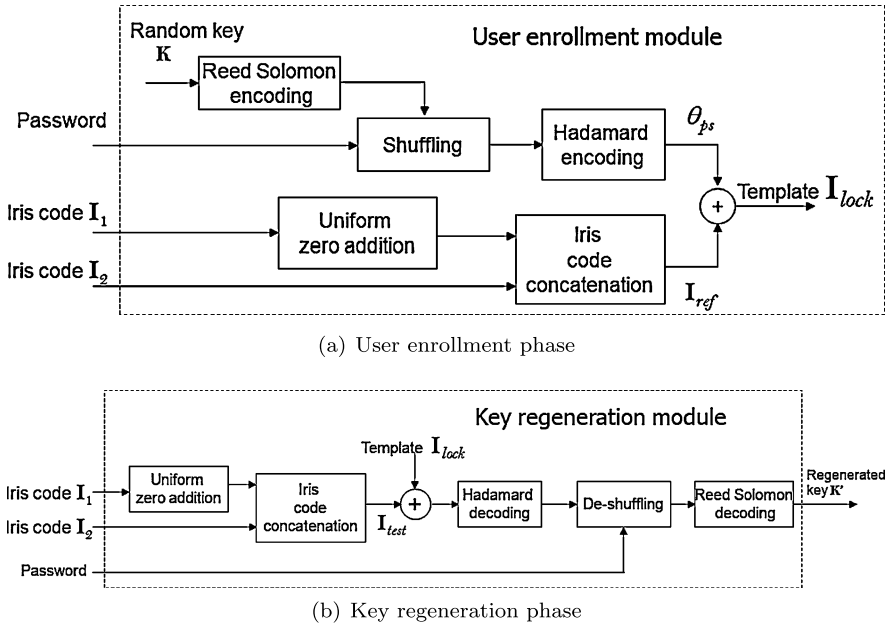 User enrollment module
Random key
K
Reed Solomon
encoding
Password
Shuffling
Hadamard
encoding
θps
Iris code I1
Uniform
zero addition
+
Template Ilock
Iris code I2
Iris
code
concatenation
Iref
(a) User enrollment phase
Key regeneration module
Template Ilock
Iris code I1
Uniform
zero addition
Iris
code
concatenation
Itest
+
Hadamard
decoding
De-shuffling
Reed Solomon
decoding
Regenerated
key K'
Iris code I2
Password
(b) Key regeneration phase